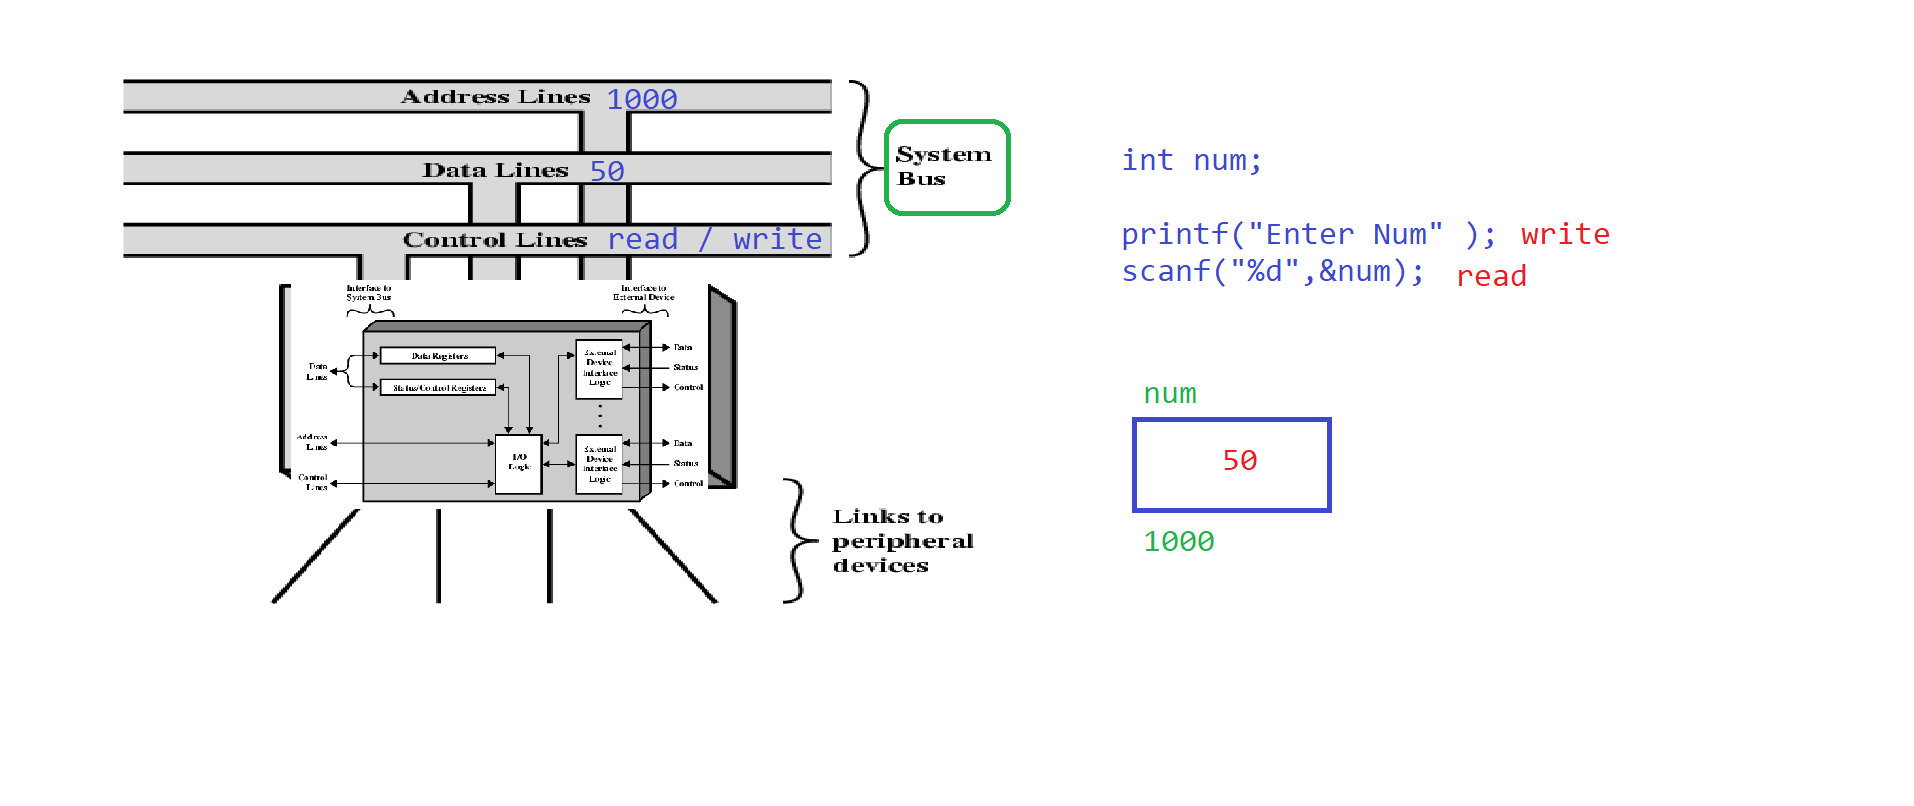 Address Lines 1000
Data Lines 50
Control Lines read / write
System
Bus
int num;
printf("Enter Num" ); write
scanf("%d",&num); read
Interface to
System Bus
Interface to
External Device
Data
Lines
Data Registers
Status/Control Registers
Address
Lines
Control
Lines
I/O
Logic
External
Device
Interface
Logic
Data
Status
Control
External
Device
Interface
Logic
Data
Status
Control
Links to
peripheral
devices
num
50
1000